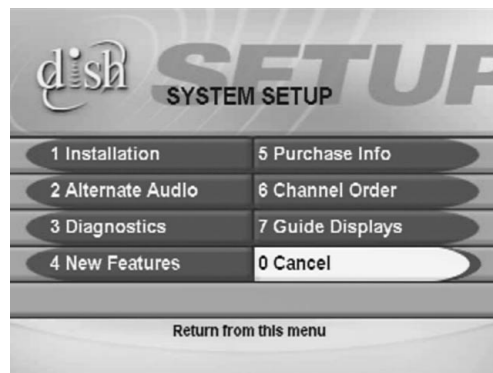 dish
SETUP
SYSTEM SETUP
1 Installation
2 Alternate Audio
3 Diagnostics
4 New Features
5 Purchase Info
6 Channel Order
7 Guide Displays
0 Cancel
Return from this menu